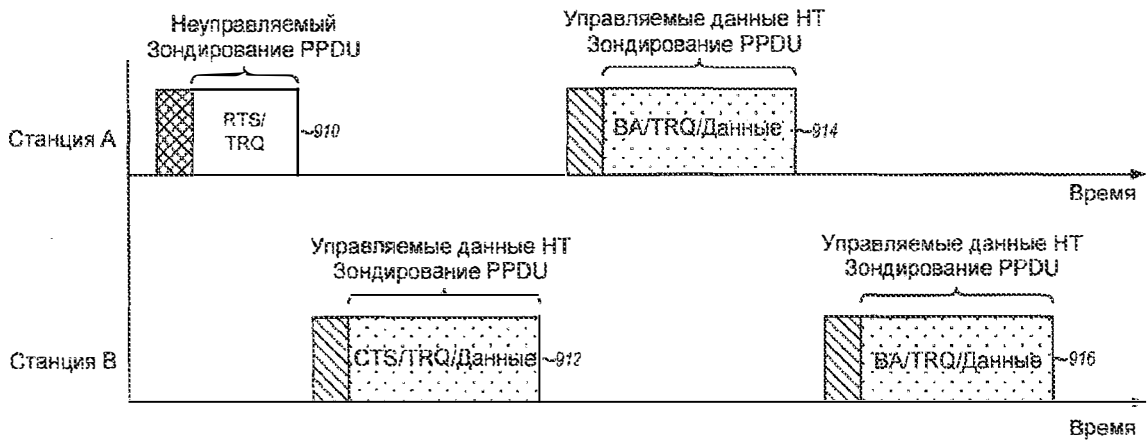 Неуправляемый
Зондирование PPDU
Управляемые данные HT
Зондирование PPDU
Станция A
RTS/
TRQ
910
BA/TRQ/Данные
914
Время
Управляемые данные HT
Зондирование PPDU
Управляемые данные HT
Зондирование PPDU
Станция B
CTS/TRQ/Данные
912
BA/TRQ/Данные
916
Время